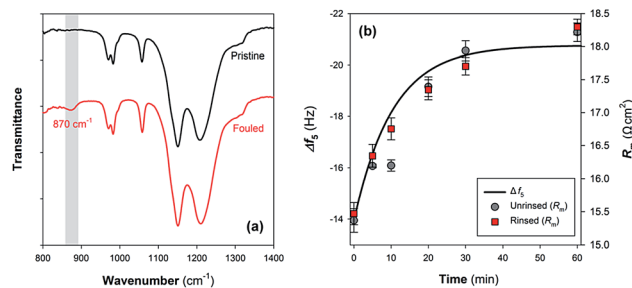 (a)
Pristine
Fouled
870 cm⁻¹
Transmittance
800 900 1000 1100 1200 1300 1400
Wavenumber (cm⁻¹)
(b)
-22
-20
-18
-16
-14
Δf₅ (Hz)
18.5
18.0
17.5
17.0
16.5
16.0
15.5
15.0
Rₘ (Ω cm²)
Δf₅
Unrinsed (Rₘ)
Rinsed (Rₘ)
0 10 20 30 40 50 60
Time (min)